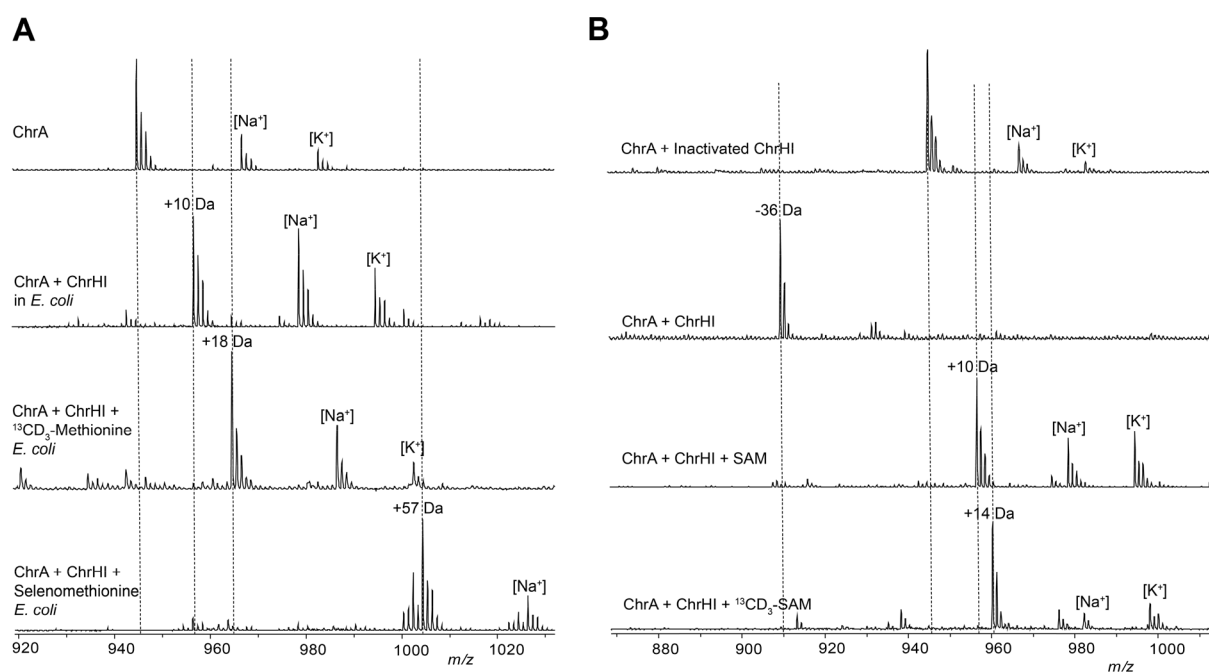 A
ChrA
[Na⁺]
[K⁺]
+10 Da
ChrA + ChrHI
in E. coli
[Na⁺]
[K⁺]
+18 Da
ChrA + ChrHI +
¹³CD₃-Methionine
E. coli
[Na⁺]
[K⁺]
+57 Da
ChrA + ChrHI +
Selenomethionine
E. coli
[Na⁺]
920 940 960 980 1000 1020
m/z
B
ChrA + Inactivated ChrHI
[Na⁺]
[K⁺]
-36 Da
ChrA + ChrHI
+10 Da
ChrA + ChrHI + SAM
[Na⁺]
[K⁺]
+14 Da
ChrA + ChrHI + ¹³CD₃-SAM
[Na⁺]
[K⁺]
880 900 920 940 960 980 1000
m/z